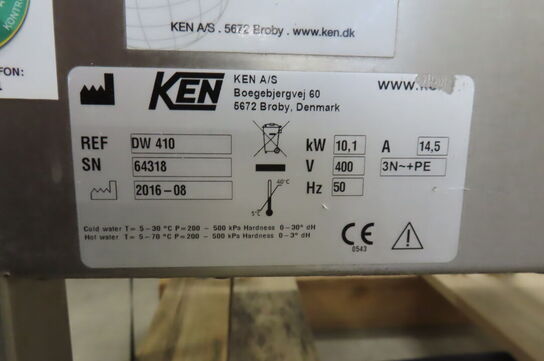 KEN A/S . 5672 Broby . www.ken.dk
KONTR
FON:
KEN
KEN A/S
Boegebjergvej 60
5672 Broby, Denmark
REF DW 410 kW 10,1 A 14,5
SN 64318 V 400 3N~+PE
2016-08 Hz 50
5°C 40°C
Cold water T= 5-30 °C P=200 - 500 kPa Hardness 0-30° dH
Hot water T= 5-70 °C P=200 - 500 kPa Hardness 0-3° dH
CE
0543